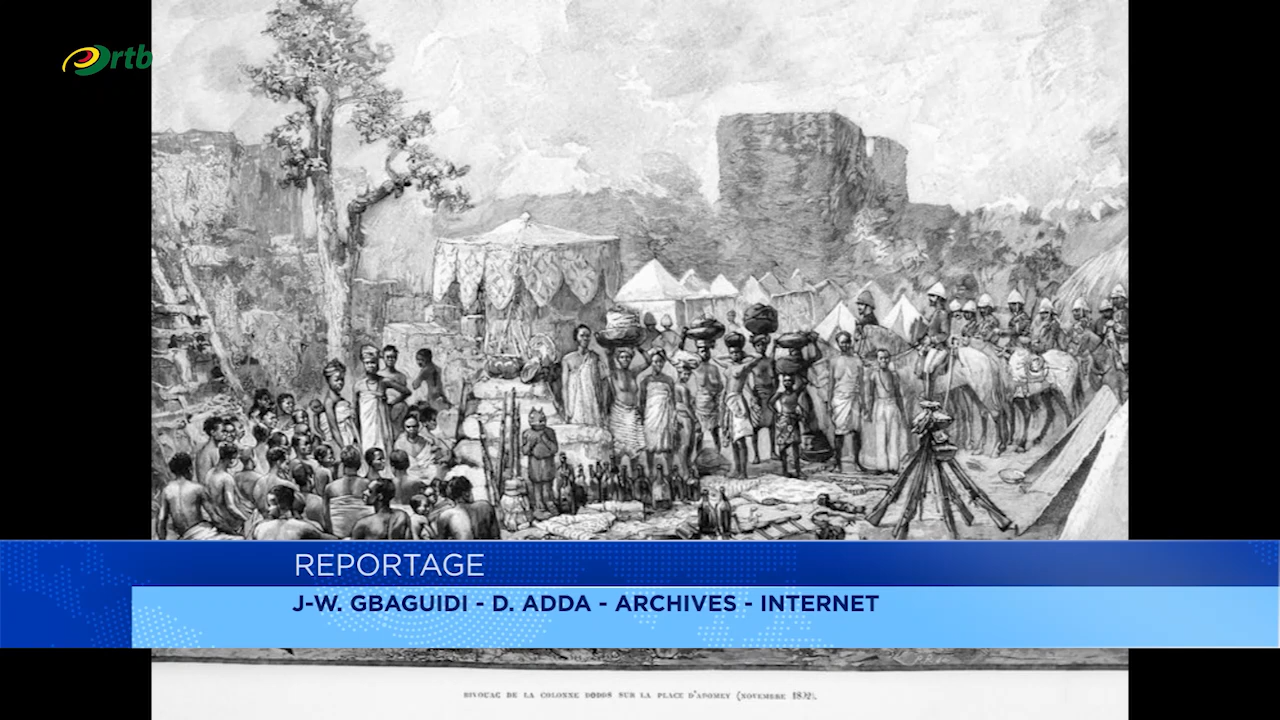 ortb
REPORTAGE
J-W. GBAGUIDI - D. ADDA - ARCHIVES - INTERNET
BIVOUAC DE LA COLONNE DODDS SUR LA PLACE D'ABOMEY (NOVEMBRE 1892).